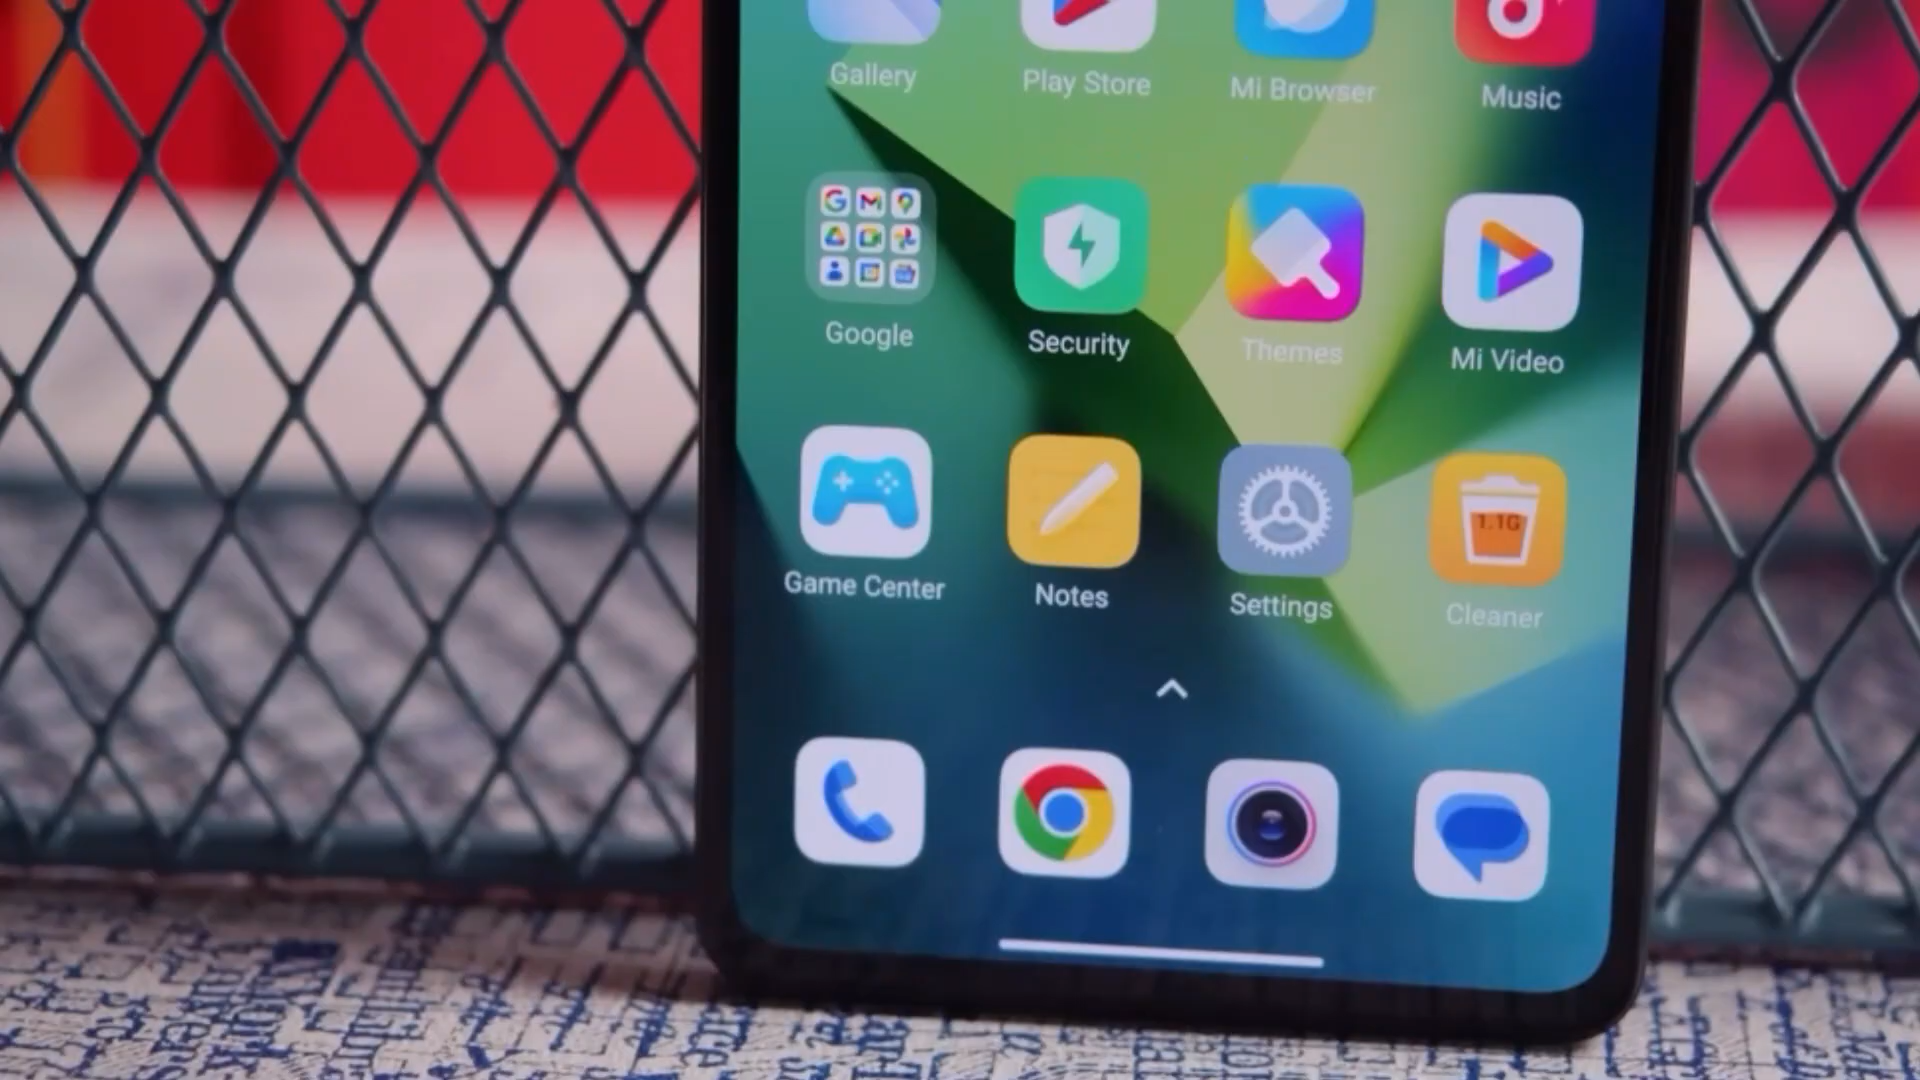 Gallery
Play Store
Mi Browser
Music
Google
Security
Themes
Mi Video
1.1G
Game Center
Notes
Settings
Cleaner